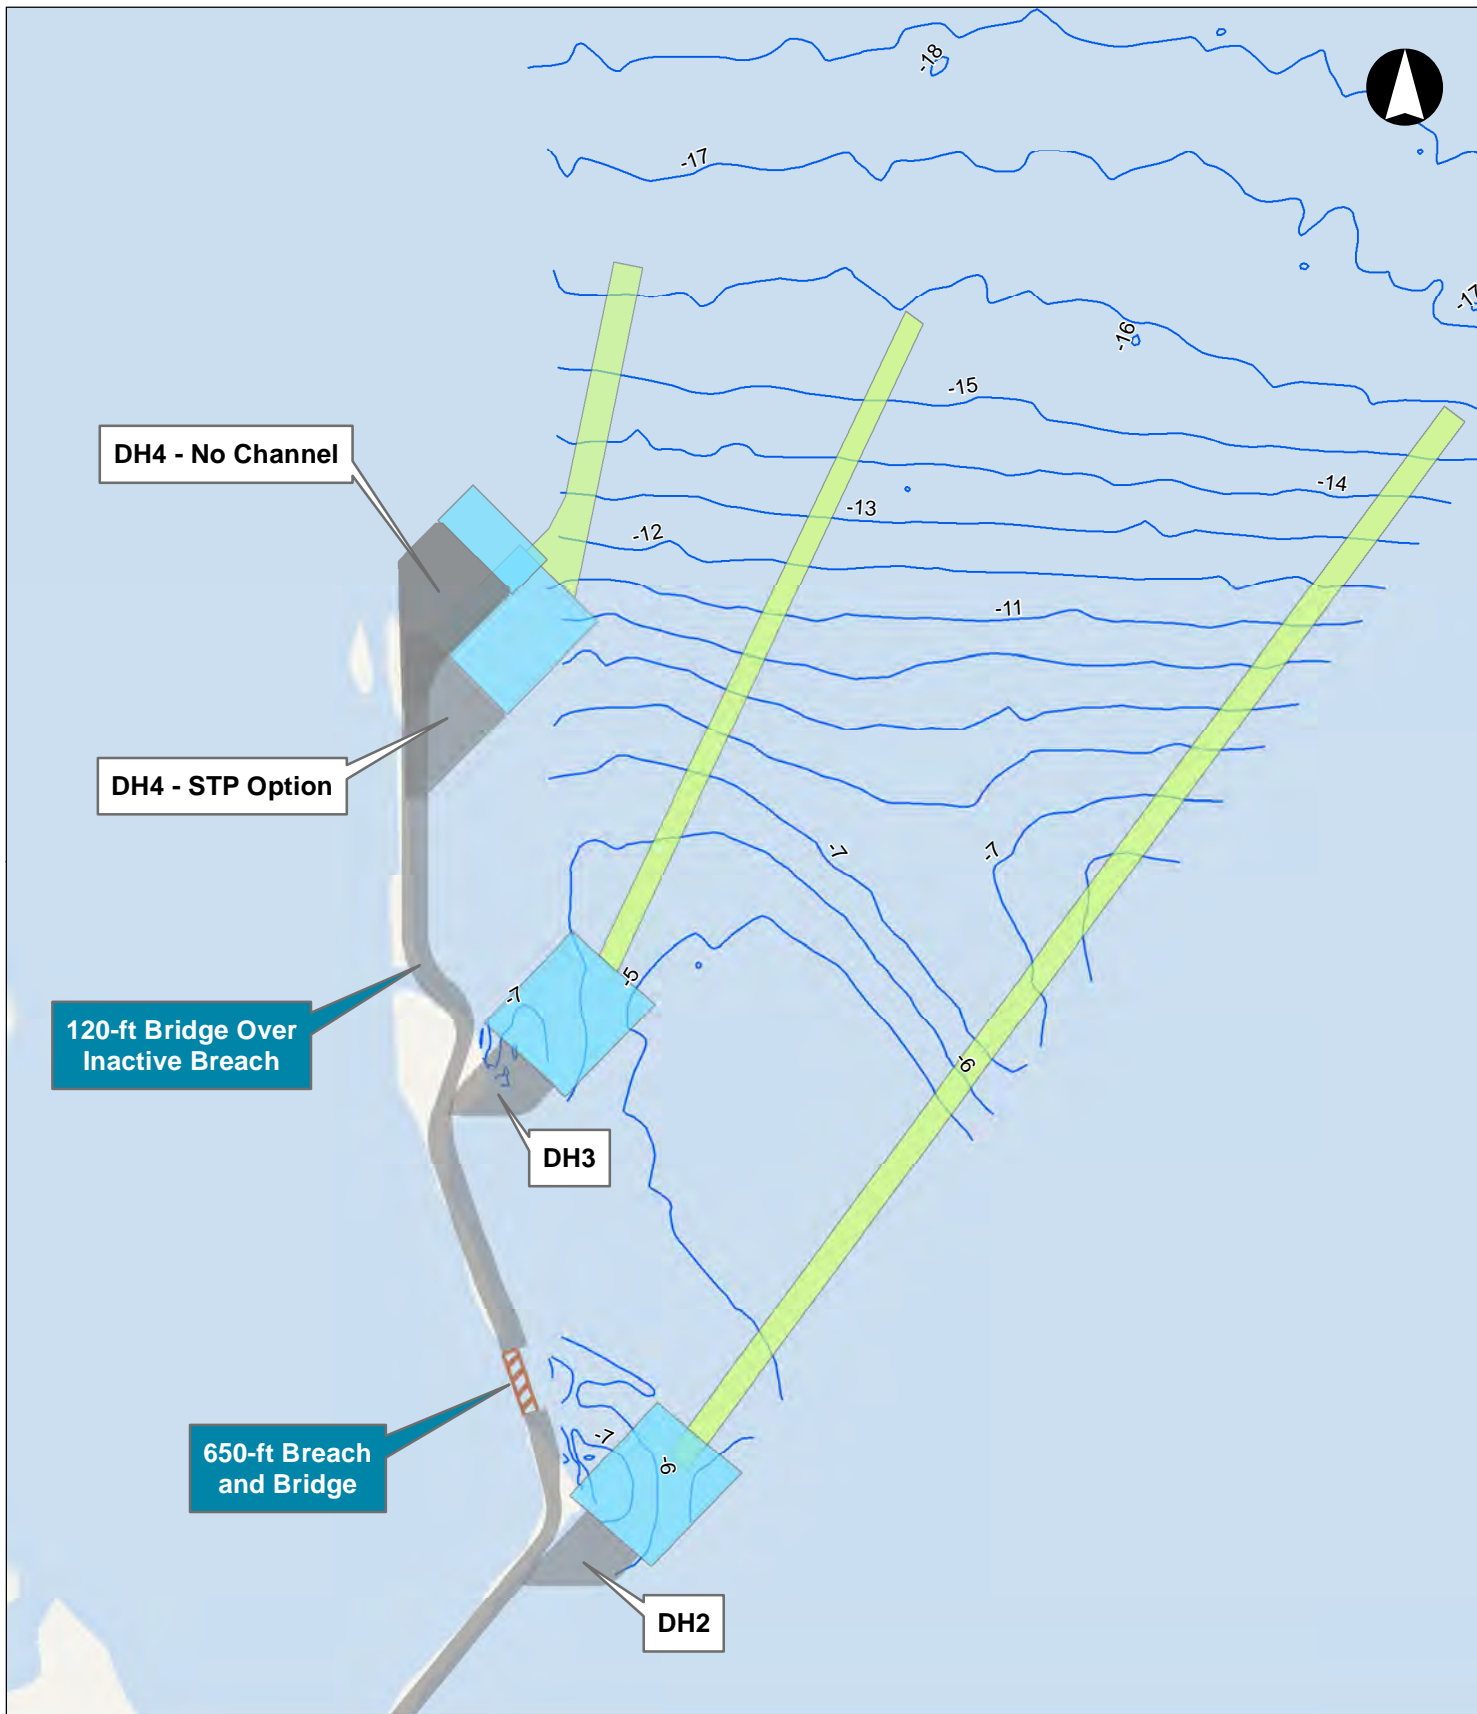 -18
-17
-17
-16
-15
DH4 - No Channel
-14
-13
-12
-11
DH4 - STP Option
-7
-7
-5
-7
120-ft Bridge Over
Inactive Breach
-6
DH3
650-ft Breach
and Bridge
-7
-6
DH2